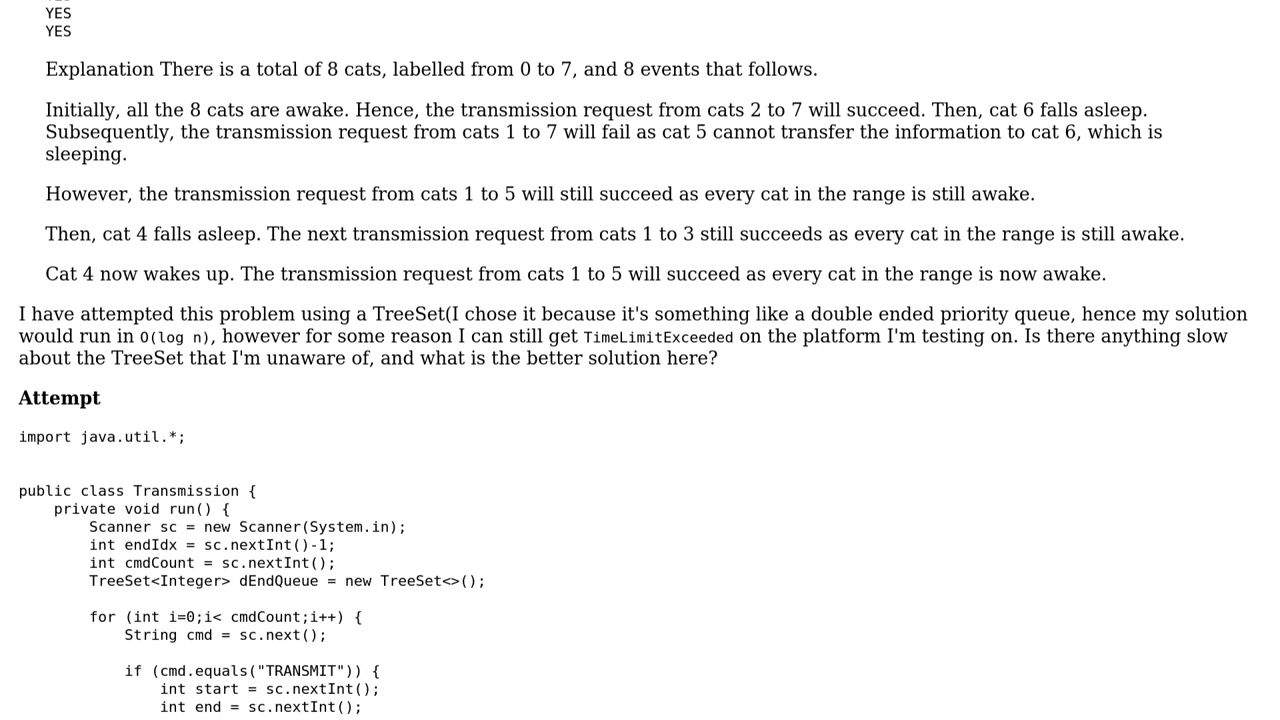 YES
YES
Explanation There is a total of 8 cats, labelled from 0 to 7, and 8 events that follows.
Initially, all the 8 cats are awake. Hence, the transmission request from cats 2 to 7 will succeed. Then, cat 6 falls asleep.
Subsequently, the transmission request from cats 1 to 7 will fail as cat 5 cannot transfer the information to cat 6, which is
sleeping.
However, the transmission request from cats 1 to 5 will still succeed as every cat in the range is still awake.
Then, cat 4 falls asleep. The next transmission request from cats 1 to 3 still succeeds as every cat in the range is still awake.
Cat 4 now wakes up. The transmission request from cats 1 to 5 will succeed as every cat in the range is now awake.
I have attempted this problem using a TreeSet(I chose it because it's something like a double ended priority queue, hence my solution
would run in O(log n), however for some reason I can still get TimeLimitExceeded on the platform I'm testing on. Is there anything slow
about the TreeSet that I'm unaware of, and what is the better solution here?
Attempt
import java.util.*;
public class Transmission {
    private void run() {
        Scanner sc = new Scanner(System.in);
        int endIdx = sc.nextInt()-1;
        int cmdCount = sc.nextInt();
        TreeSet<Integer> dEndQueue = new TreeSet<>();
        for (int i=0;i< cmdCount;i++) {
            String cmd = sc.next();
            if (cmd.equals("TRANSMIT")) {
                int start = sc.nextInt();
                int end = sc.nextInt();